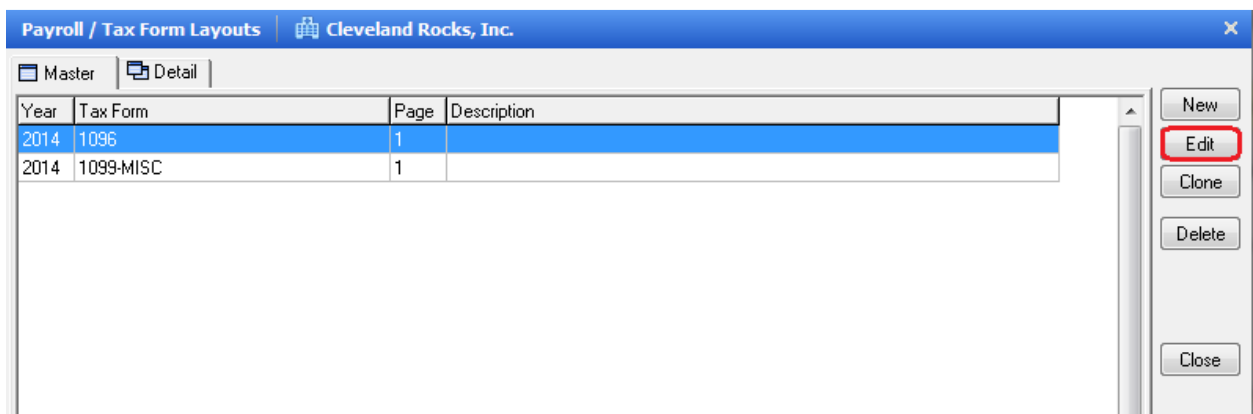 Payroll / Tax Form Layouts Cleveland Rocks, Inc.
Master Detail
Year Tax Form Page Description
2014 1096 1
2014 1099-MISC 1
New
Edit
Clone
Delete
Close